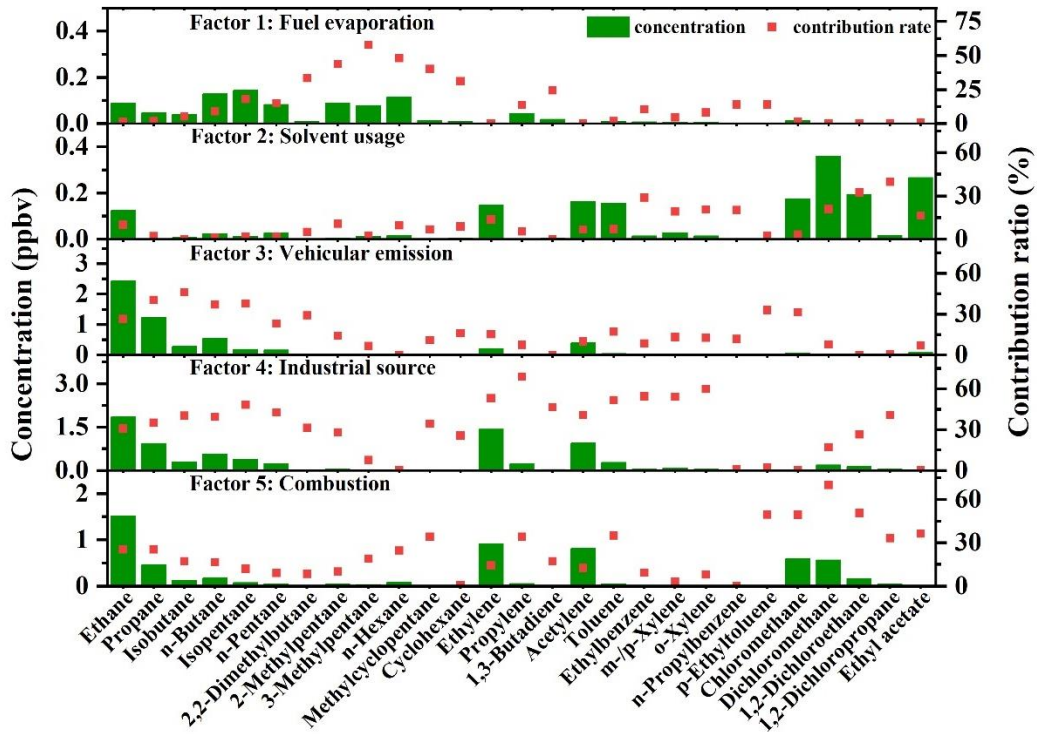 Factor 1: Fuel evaporation
concentration
contribution rate
0.4
0.2
0.0
75
50
25
0
Factor 2: Solvent usage
0.4
0.2
0.0
60
30
0
Factor 3: Vehicular emission
3
2
1
0
60
30
0
Factor 4: Industrial source
3.0
1.5
0.0
60
30
0
Factor 5: Combustion
2
1
0
60
30
0
Concentration (ppbv)
Contribution ratio (%)
Ethane
Propane
Isobutane
n-Butane
Isopentane
n-Pentane
2,2-Dimethylbutane
2-Methylpentane
3-Methylpentane
n-Hexane
Methylcyclopentane
Cyclohexane
Ethylene
Propylene
1,3-Butadiene
Acetylene
Toluene
Ethylbenzene
m-/p-Xylene
o-Xylene
n-Propylbenzene
p-Ethyltoluene
Chloromethane
Dichloromethane
1,2-Dichloroethane
1,2-Dichloropropane
Ethyl acetate